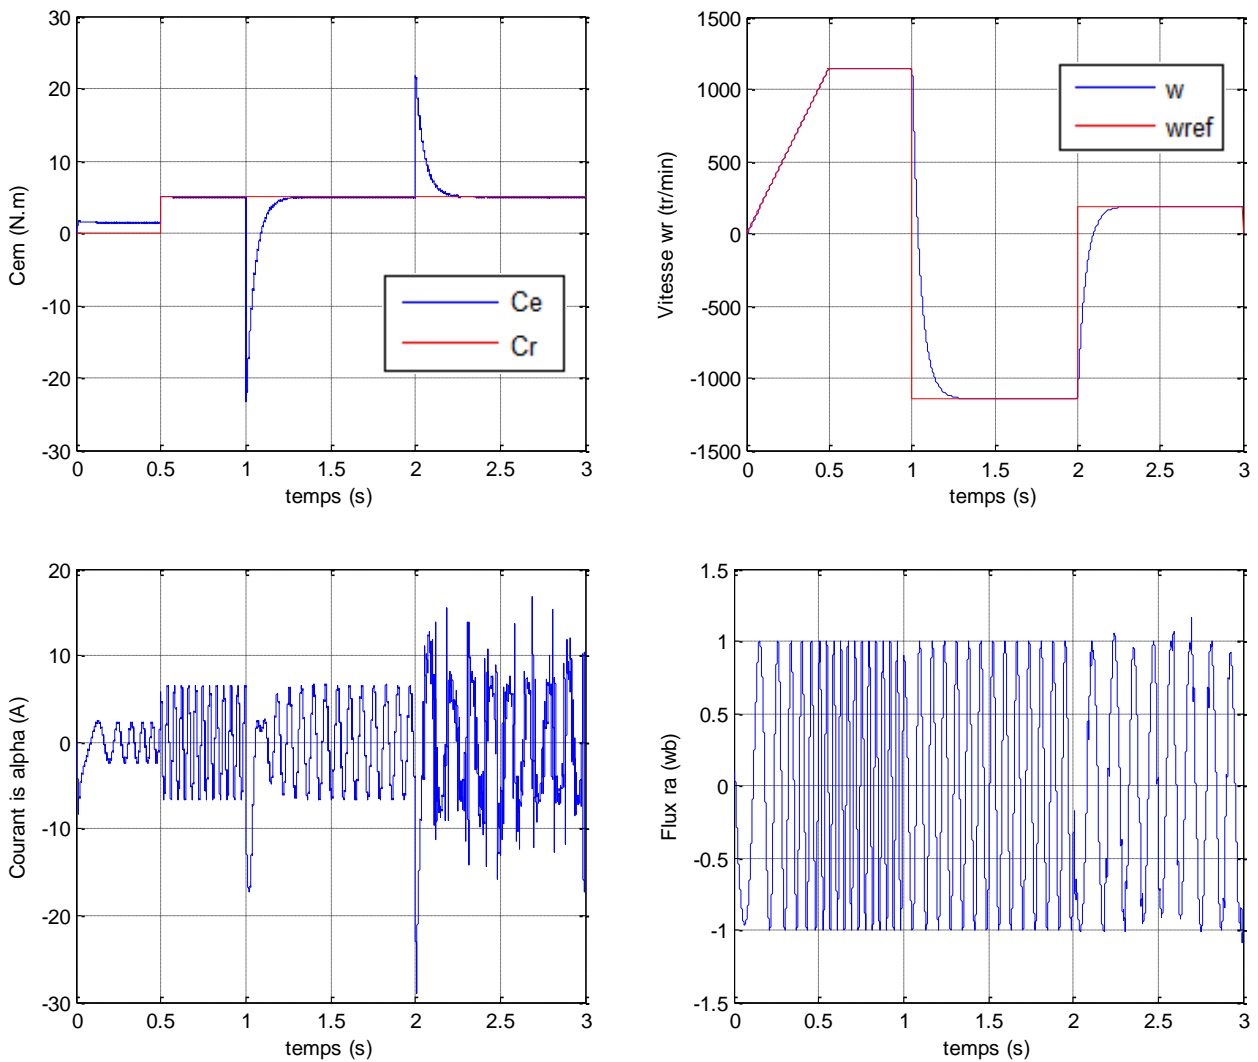 30
20
10
0
-10
-20
-30
Cem (N.m)
Ce
Cr
0 0.5 1 1.5 2 2.5 3
temps (s)
1500
1000
500
0
-500
-1000
-1500
Vitesse wr (tr/min)
w
wref
0 0.5 1 1.5 2 2.5 3
temps (s)
20
10
0
-10
-20
-30
Courant is alpha (A)
0 0.5 1 1.5 2 2.5 3
temps (s)
1.5
1
0.5
0
-0.5
-1
-1.5
Flux ra (wb)
0 0.5 1 1.5 2 2.5 3
temps (s)